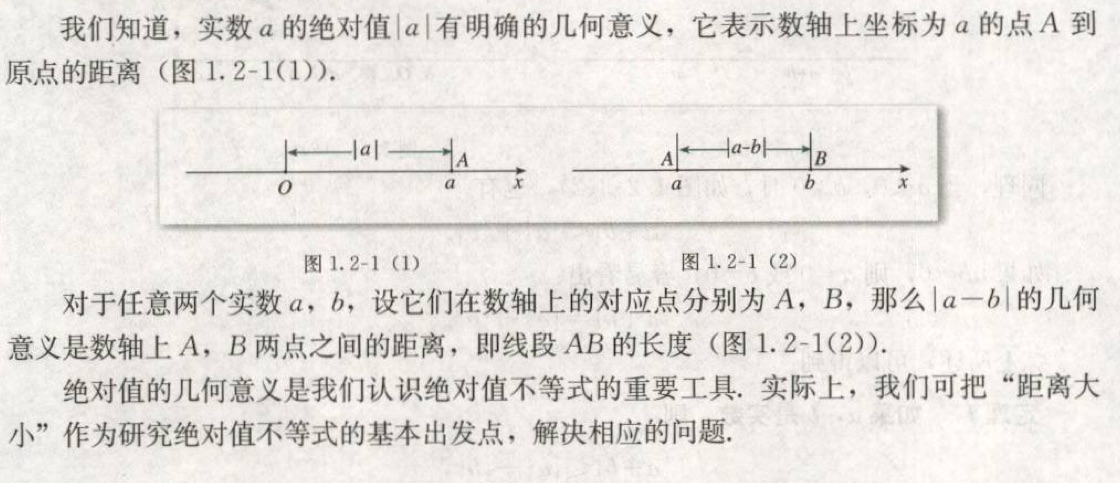 我们知道，实数 a 的绝对值|a|有明确的几何意义，它表示数轴上坐标为 a 的点 A 到
原点的距离（图 1.2-1(1)）.
|a| A |a-b| A B
O a x a b x
图 1.2-1（1） 图 1.2-1（2）
对于任意两个实数 a，b，设它们在数轴上的对应点分别为 A，B，那么|a－b|的几何
意义是数轴上 A，B 两点之间的距离，即线段 AB 的长度（图 1.2-1(2)）.
绝对值的几何意义是我们认识绝对值不等式的重要工具. 实际上，我们可把“距离大
小”作为研究绝对值不等式的基本出发点，解决相应的问题.